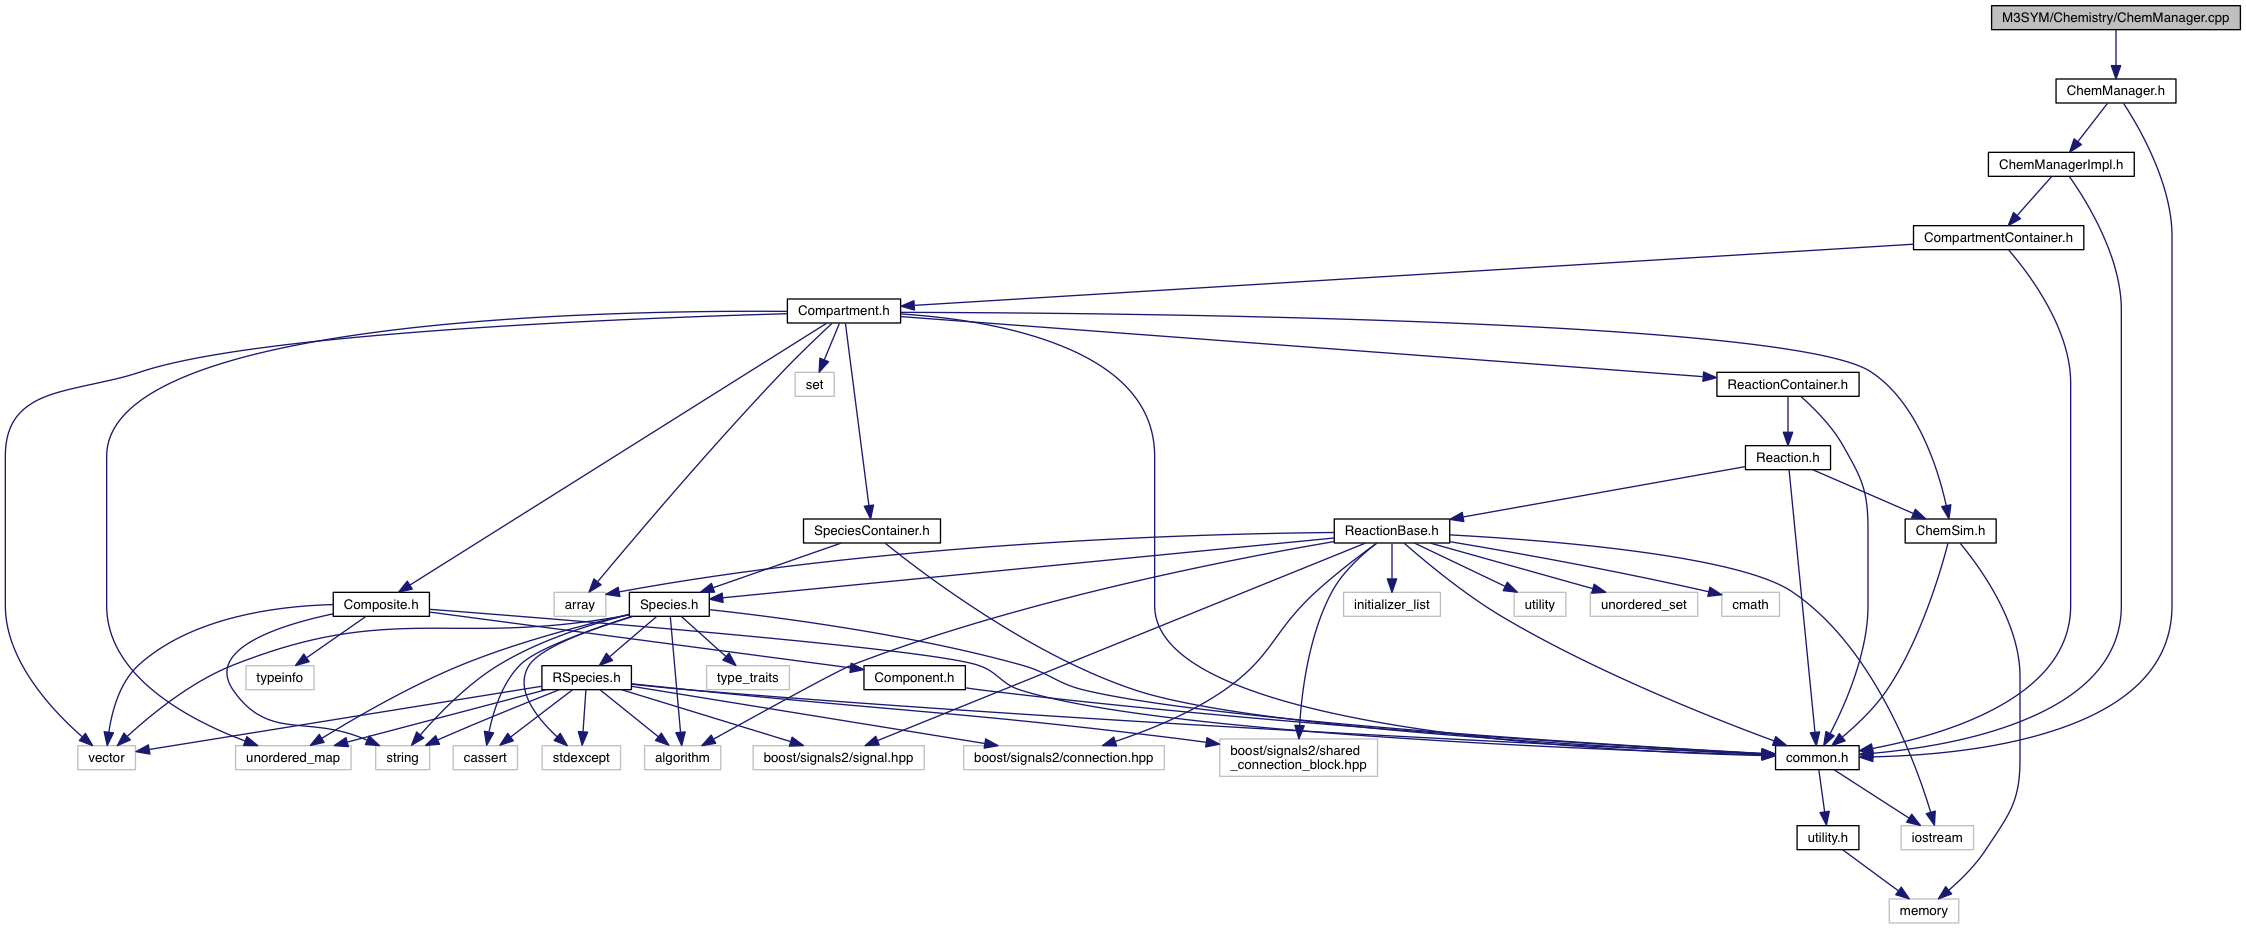 M3SYM/Chemistry/ChemManager.cpp
ChemManager.h
ChemManagerImpl.h
CompartmentContainer.h
Compartment.h
set
ReactionContainer.h
Reaction.h
SpeciesContainer.h
ReactionBase.h
ChemSim.h
Composite.h
array
Species.h
initializer_list
utility
unordered_set
cmath
typeinfo
RSpecies.h
type_traits
Component.h
vector
unordered_map
string
cassert
stdexcept
algorithm
boost/signals2/signal.hpp
boost/signals2/connection.hpp
boost/signals2/shared
_connection_block.hpp
common.h
utility.h
iostream
memory